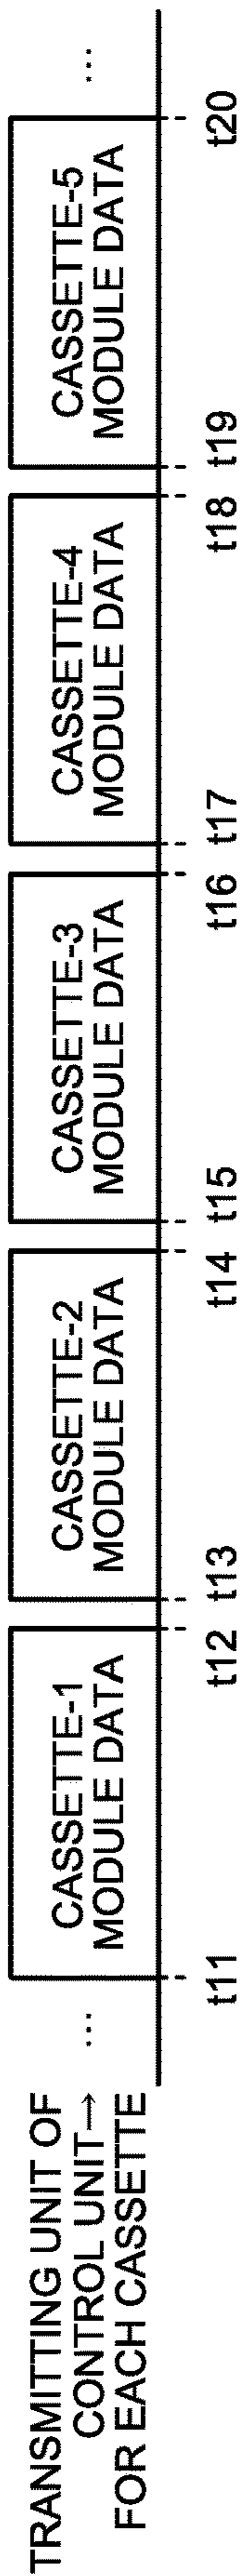 TRANSMITTING UNIT OF
CONTROL UNIT→
FOR EACH CASSETTE
...
CASSETTE-1
MODULE DATA
CASSETTE-2
MODULE DATA
CASSETTE-3
MODULE DATA
CASSETTE-4
MODULE DATA
CASSETTE-5
MODULE DATA
...
t11
t12
t13
t14
t15
t16
t17
t18
t19
t20